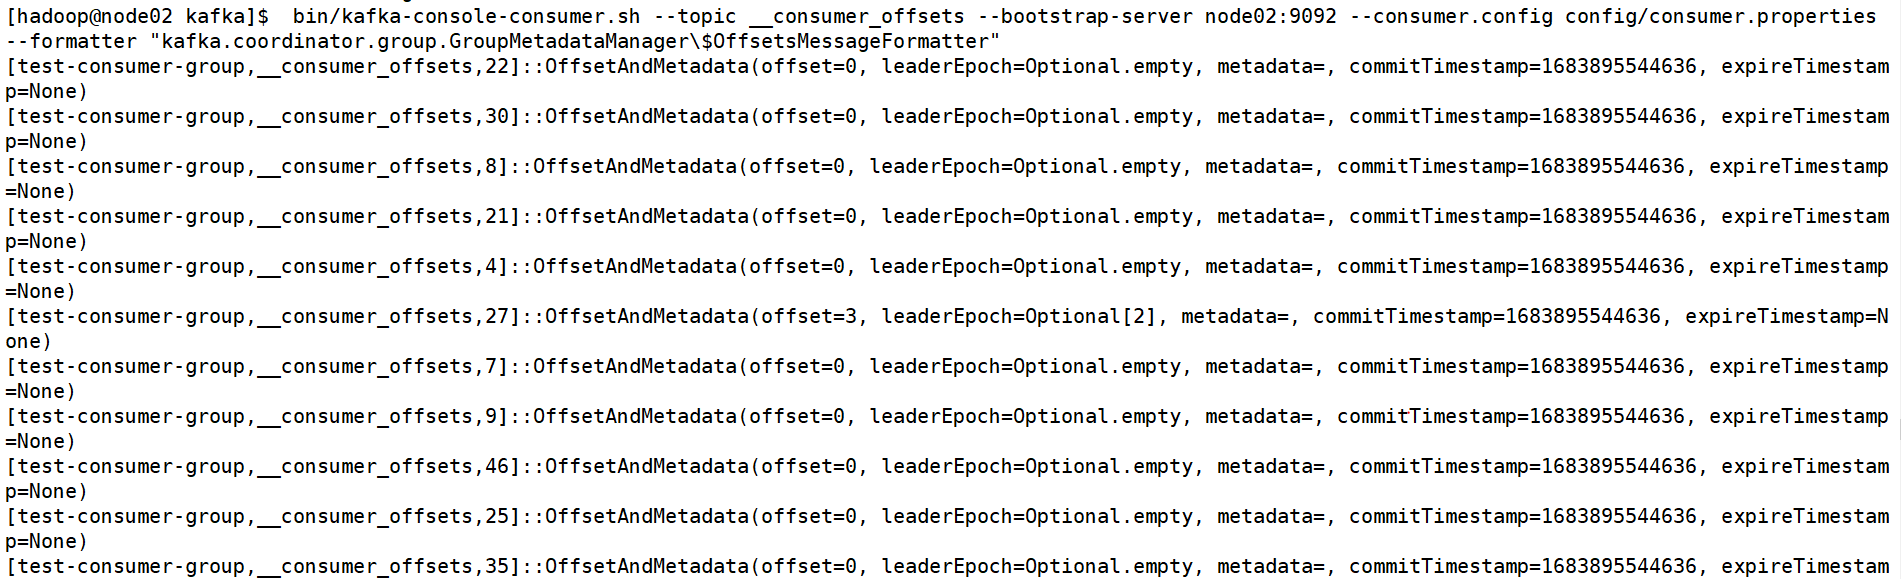 [hadoop@node02 kafka]$  bin/kafka-console-consumer.sh --topic __consumer_offsets --bootstrap-server node02:9092 --consumer.config config/consumer.properties
--formatter "kafka.coordinator.group.GroupMetadataManager\$OffsetsMessageFormatter"
[test-consumer-group,__consumer_offsets,22]::OffsetAndMetadata(offset=0, leaderEpoch=Optional.empty, metadata=, commitTimestamp=1683895544636, expireTimestam
p=None)
[test-consumer-group,__consumer_offsets,30]::OffsetAndMetadata(offset=0, leaderEpoch=Optional.empty, metadata=, commitTimestamp=1683895544636, expireTimestam
p=None)
[test-consumer-group,__consumer_offsets,8]::OffsetAndMetadata(offset=0, leaderEpoch=Optional.empty, metadata=, commitTimestamp=1683895544636, expireTimestamp
=None)
[test-consumer-group,__consumer_offsets,21]::OffsetAndMetadata(offset=0, leaderEpoch=Optional.empty, metadata=, commitTimestamp=1683895544636, expireTimestam
p=None)
[test-consumer-group,__consumer_offsets,4]::OffsetAndMetadata(offset=0, leaderEpoch=Optional.empty, metadata=, commitTimestamp=1683895544636, expireTimestamp
=None)
[test-consumer-group,__consumer_offsets,27]::OffsetAndMetadata(offset=3, leaderEpoch=Optional[2], metadata=, commitTimestamp=1683895544636, expireTimestamp=N
one)
[test-consumer-group,__consumer_offsets,7]::OffsetAndMetadata(offset=0, leaderEpoch=Optional.empty, metadata=, commitTimestamp=1683895544636, expireTimestamp
=None)
[test-consumer-group,__consumer_offsets,9]::OffsetAndMetadata(offset=0, leaderEpoch=Optional.empty, metadata=, commitTimestamp=1683895544636, expireTimestamp
=None)
[test-consumer-group,__consumer_offsets,46]::OffsetAndMetadata(offset=0, leaderEpoch=Optional.empty, metadata=, commitTimestamp=1683895544636, expireTimestam
p=None)
[test-consumer-group,__consumer_offsets,25]::OffsetAndMetadata(offset=0, leaderEpoch=Optional.empty, metadata=, commitTimestamp=1683895544636, expireTimestam
p=None)
[test-consumer-group,__consumer_offsets,35]::OffsetAndMetadata(offset=0, leaderEpoch=Optional.empty, metadata=, commitTimestamp=1683895544636, expireTimestam